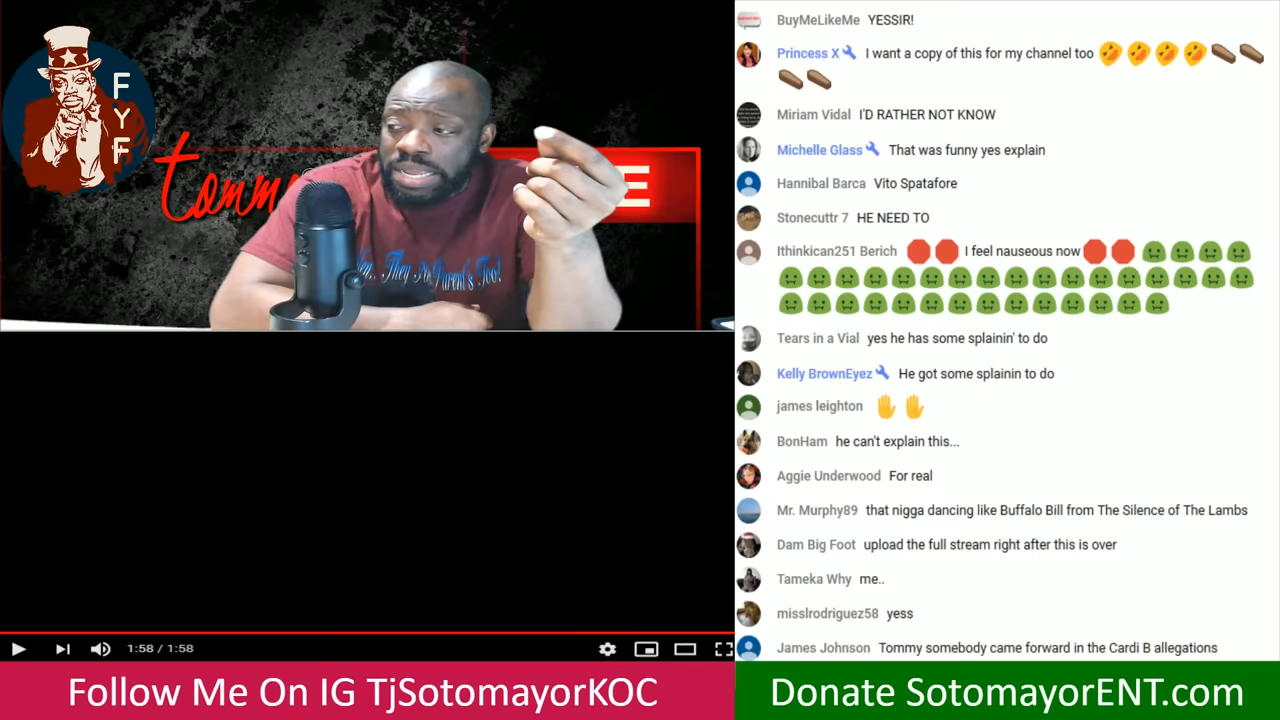 F
Y
F
tomm
E
Men, They Are Parent's Too!
1:58 / 1:58
Follow Me On IG TjSotomayorKOC
BuyMeLikeMe YESSIR!
Princess X I want a copy of this for my channel too
Miriam Vidal I'D RATHER NOT KNOW
Michelle Glass That was funny yes explain
Hannibal Barca Vito Spatafore
Stonecuttr 7 HE NEED TO
Ithinkican251 Berich I feel nauseous now
Tears in a Vial yes he has some splainin' to do
Kelly BrownEyez He got some splainin to do
james leighton
BonHam he can't explain this...
Aggie Underwood For real
Mr. Murphy89 that nigga dancing like Buffalo Bill from The Silence of The Lambs
Dam Big Foot upload the full stream right after this is over
Tameka Why me..
misslrodriguez58 yess
James Johnson Tommy somebody came forward in the Cardi B allegations
Donate SotomayorENT.com